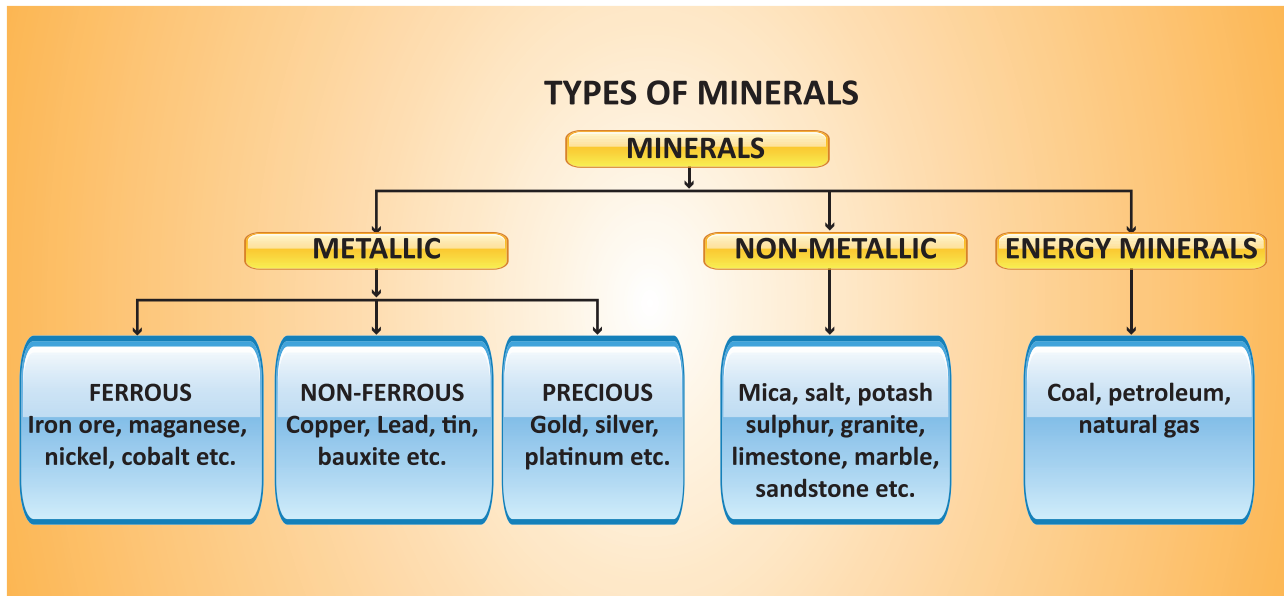 TYPES OF MINERALS
MINERALS
METALLIC
NON-METALLIC
ENERGY MINERALS
FERROUS
Iron ore, maganese,
nickel, cobalt etc.
NON-FERROUS
Copper, Lead, tin,
bauxite etc.
PRECIOUS
Gold, silver,
platinum etc.
Mica, salt, potash
sulphur, granite,
limestone, marble,
sandstone etc.
Coal, petroleum,
natural gas